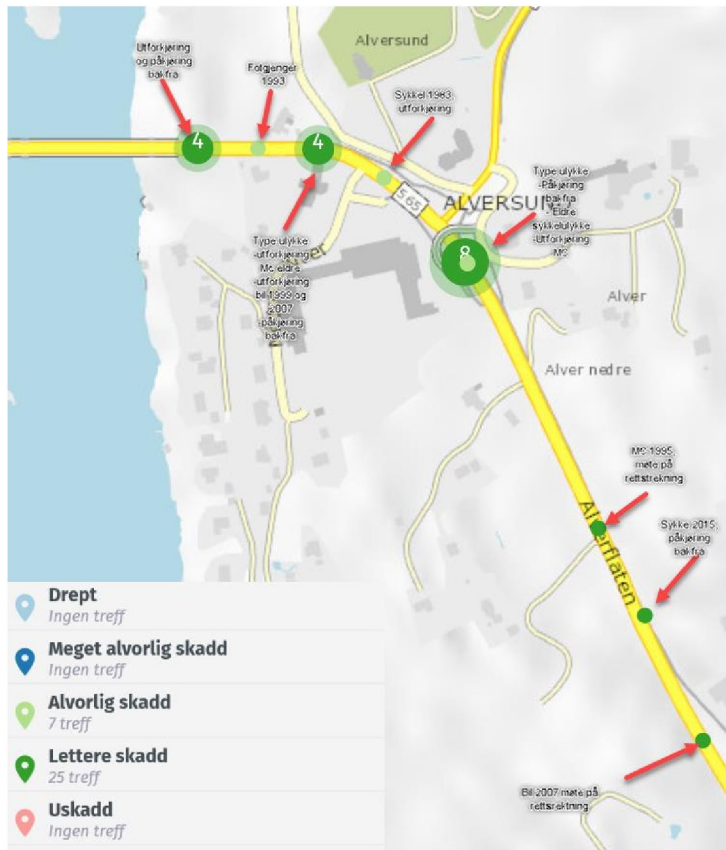 Utforkjøring
og påkjøring
bakfra
4
Fotgjenger
1993
4
Alversund
Sykkel 1983,
utforkjøring
565
ALVERSUND
Type ulykke
-Påkjøring
bakfra
- Eldre
sykkelulykke
-Utforkjøring
MC
8
Type ulykke
-utforkjøring
Mc eldre
-utforkjøring
bil 1999 og
2007
påkjøring
bakfra
Alver
Alver nedre
MC 1995,
møte på
rettstrekning
Sykkel 2015,
påkjøring
bakfra
Alverflaten
Bil 2007 møte på
rettsrektning
Drept
Ingen treff
Meget alvorlig skadd
Ingen treff
Alvorlig skadd
7 treff
Lettere skadd
25 treff
Uskadd
Ingen treff